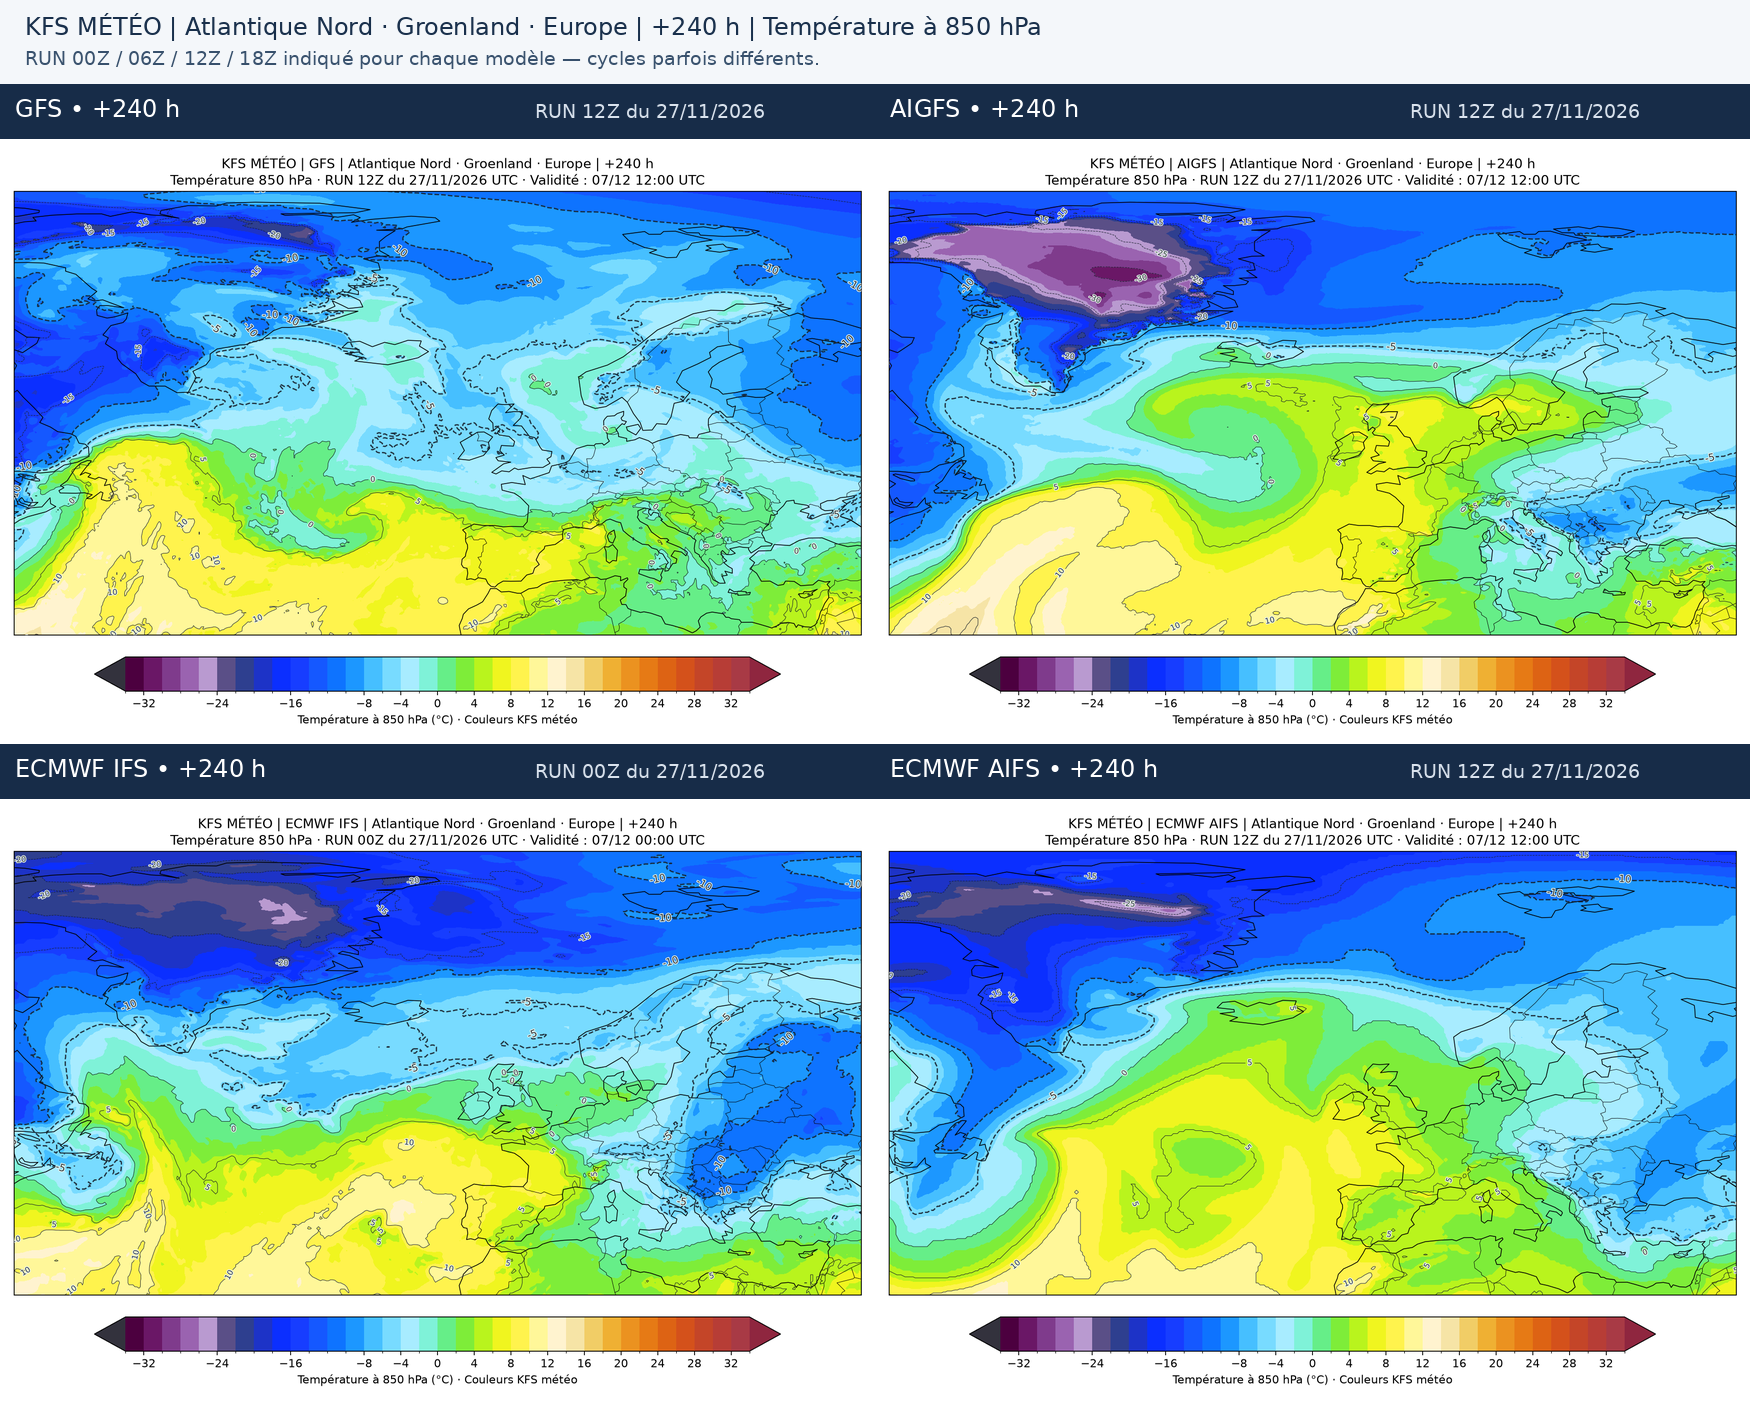 KFS MÉTÉO | Atlantique Nord · Groenland · Europe | +240 h | Température à 850 hPa
RUN 00Z / 06Z / 12Z / 18Z indiqué pour chaque modèle — cycles parfois différents.
GFS • +240 h
RUN 12Z du 27/11/2026
AIGFS • +240 h
RUN 12Z du 27/11/2026
KFS MÉTÉO | GFS | Atlantique Nord · Groenland · Europe | +240 h
Température 850 hPa · RUN 12Z du 27/11/2026 UTC · Validité : 07/12 12:00 UTC
KFS MÉTÉO | AIGFS | Atlantique Nord · Groenland · Europe | +240 h
Température 850 hPa · RUN 12Z du 27/11/2026 UTC · Validité : 07/12 12:00 UTC
−32 −24 −16 −8 −4 0 4 8 12 16 20 24 28 32
Température à 850 hPa (°C) · Couleurs KFS météo
−32 −24 −16 −8 −4 0 4 8 12 16 20 24 28 32
Température à 850 hPa (°C) · Couleurs KFS météo
ECMWF IFS • +240 h
RUN 00Z du 27/11/2026
ECMWF AIFS • +240 h
RUN 12Z du 27/11/2026
KFS MÉTÉO | ECMWF IFS | Atlantique Nord · Groenland · Europe | +240 h
Température 850 hPa · RUN 00Z du 27/11/2026 UTC · Validité : 07/12 00:00 UTC
KFS MÉTÉO | ECMWF AIFS | Atlantique Nord · Groenland · Europe | +240 h
Température 850 hPa · RUN 12Z du 27/11/2026 UTC · Validité : 07/12 12:00 UTC
−32 −24 −16 −8 −4 0 4 8 12 16 20 24 28 32
Température à 850 hPa (°C) · Couleurs KFS météo
−32 −24 −16 −8 −4 0 4 8 12 16 20 24 28 32
Température à 850 hPa (°C) · Couleurs KFS météo